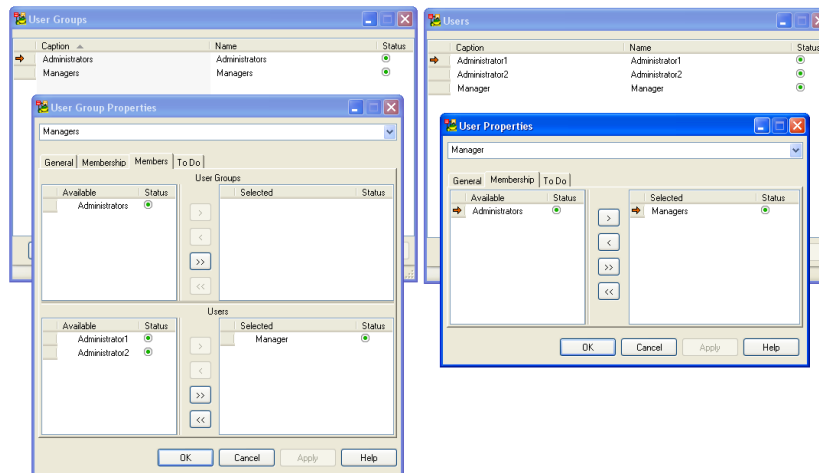 User Groups
Caption Name Status
Administrators Administrators
Managers Managers
User Group Properties
Managers
General Membership Members To Do
User Groups
Available Status Selected Status
Administrators
>
<
>>
<<
Users
Available Status Selected Status
Administrator1 Manager
Administrator2
>
<
>>
<<
OK Cancel Apply Help
Users
Caption Name Status
Administrator1 Administrator1
Administrator2 Administrator2
Manager Manager
User Properties
Manager
General Membership To Do
Available Status Selected Status
Administrators Managers
>
<
>>
<<
OK Cancel Apply Help